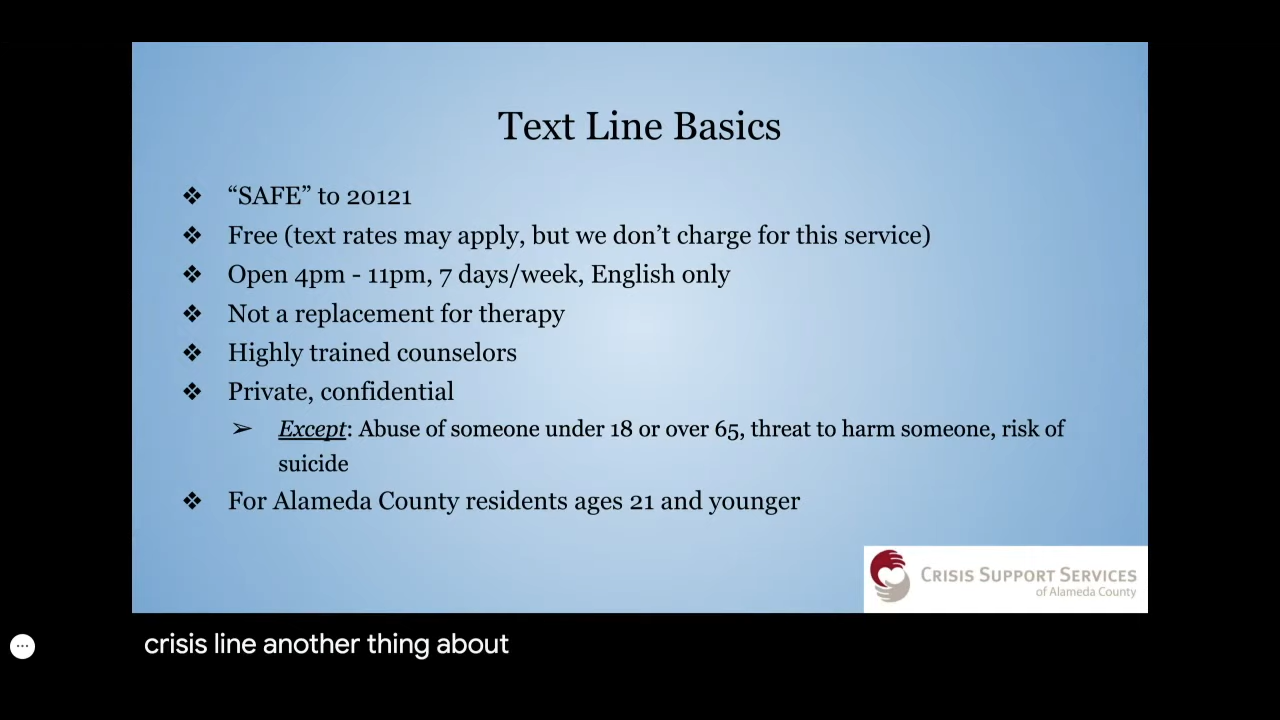 Text Line Basics
❖ “SAFE” to 20121
❖ Free (text rates may apply, but we don’t charge for this service)
❖ Open 4pm - 11pm, 7 days/week, English only
❖ Not a replacement for therapy
❖ Highly trained counselors
❖ Private, confidential
➢ Except: Abuse of someone under 18 or over 65, threat to harm someone, risk of
suicide
❖ For Alameda County residents ages 21 and younger
CRISIS SUPPORT SERVICES
of Alameda County
crisis line another thing about